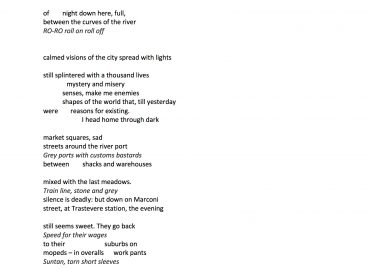 of night down here, full,
between the curves of the river
RO-RO roll on roll off
calmed visions of the city spread with lights
still splintered with a thousand lives
mystery and misery
senses, make me enemies
shapes of the world that, till yesterday
were reasons for existing.
I head home through dark
market squares, sad
streets around the river port
Grey ports with customs bastards
between shacks and warehouses
mixed with the last meadows.
Train line, stone and grey
silence is deadly: but down on Marconi
street, at Trastevere station, the evening
still seems sweet. They go back
Speed for their wages
to their suburbs on
mopeds – in overalls work pants
Suntan, torn short sleeves